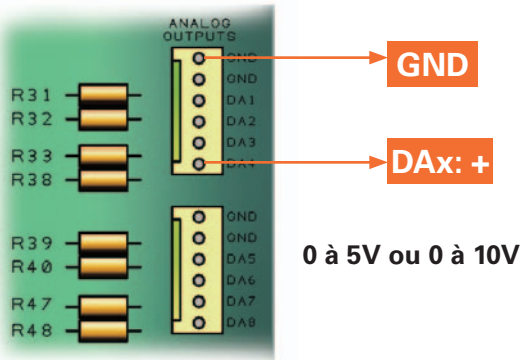 ANALOG
OUTPUTS
GND
GND
DA1
DA2
DA3
DA4
R31
R32
R33
R38
GND
GND
DA5
DA6
DA7
DA8
R39
R40
R47
R48
GND
DAx: +
0 à 5V ou 0 à 10V